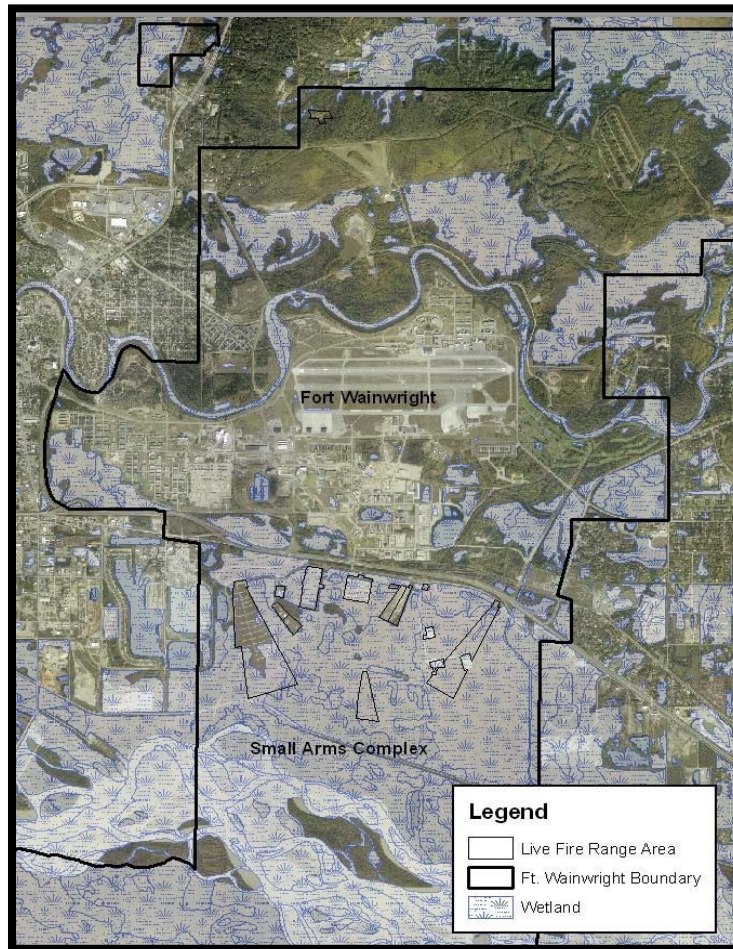 Fort Wainwright
Small Arms Complex
Legend
Live Fire Range Area
Ft. Wainwright Boundary
Wetland